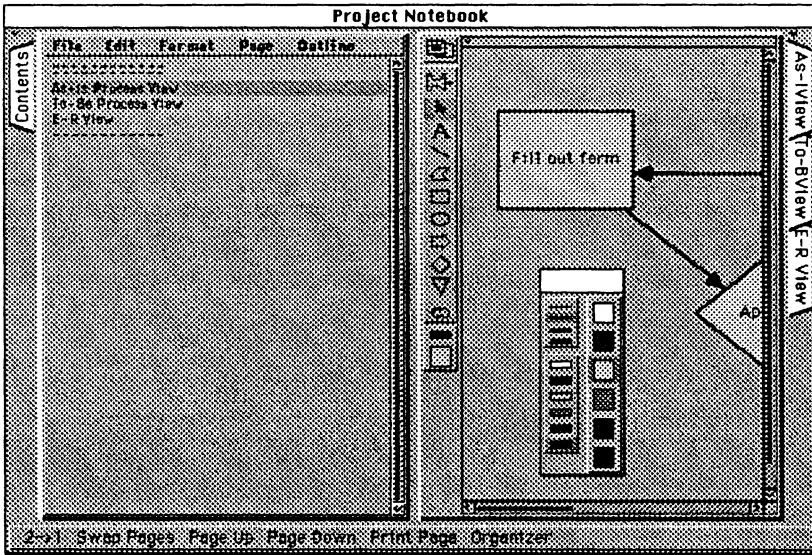 Project Notebook
File Edit Format Page Outline
Contents
As-Is Process View
To-Be Process View
E-R View
Fill out form
Ap
As-IView
To-BView
E-R View
2->1 Swap Pages Page Up Page Down Print Page Organizer